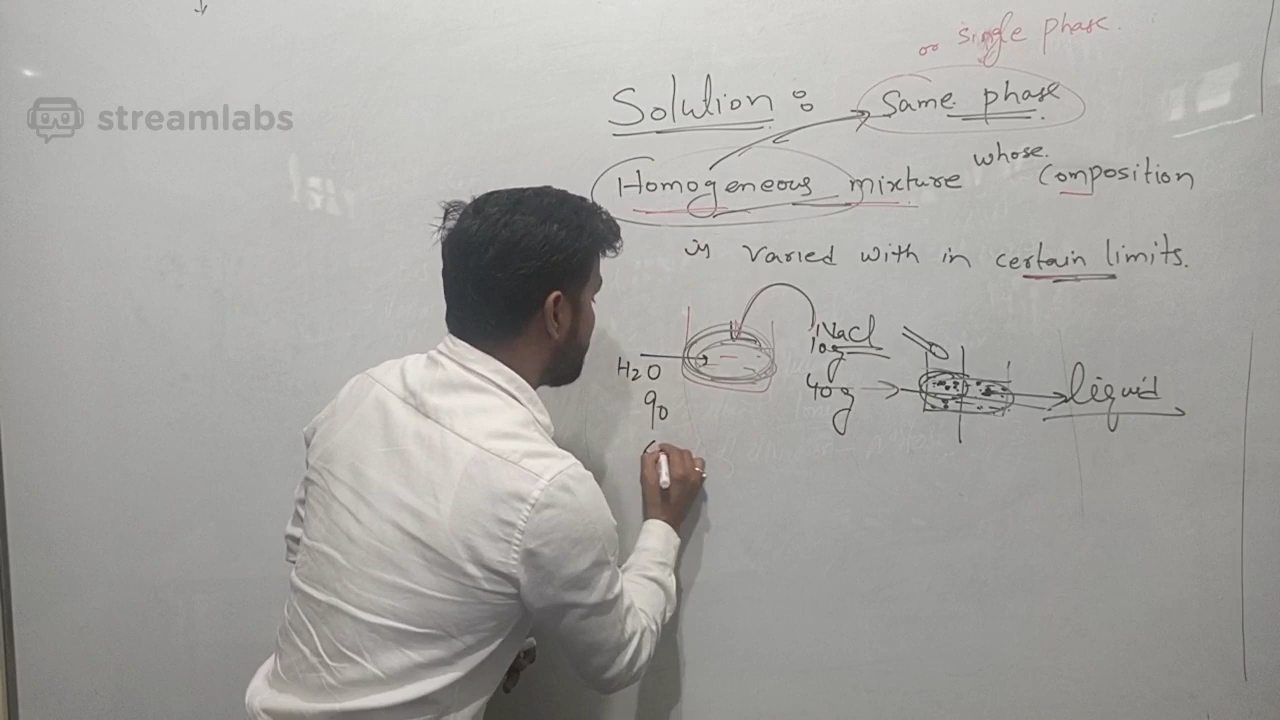 or single phase.
streamlabs
Solution : Same phase
Homogeneous mixture whose. Composition
is varied with in certain limits.
NaCl
10g
H2O
40g liquid
90